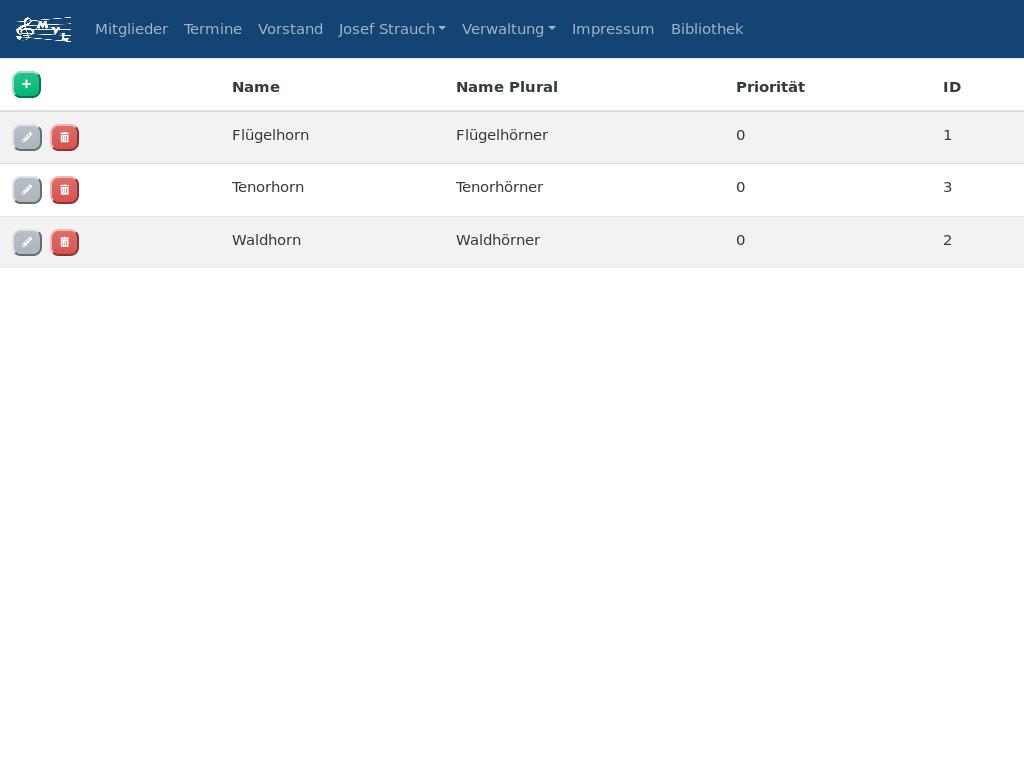 MVL
Mitglieder Termine Vorstand Josef Strauch Verwaltung Impressum Bibliothek
Name Name Plural Priorität ID
Flügelhorn Flügelhörner 0 1
Tenorhorn Tenorhörner 0 3
Waldhorn Waldhörner 0 2